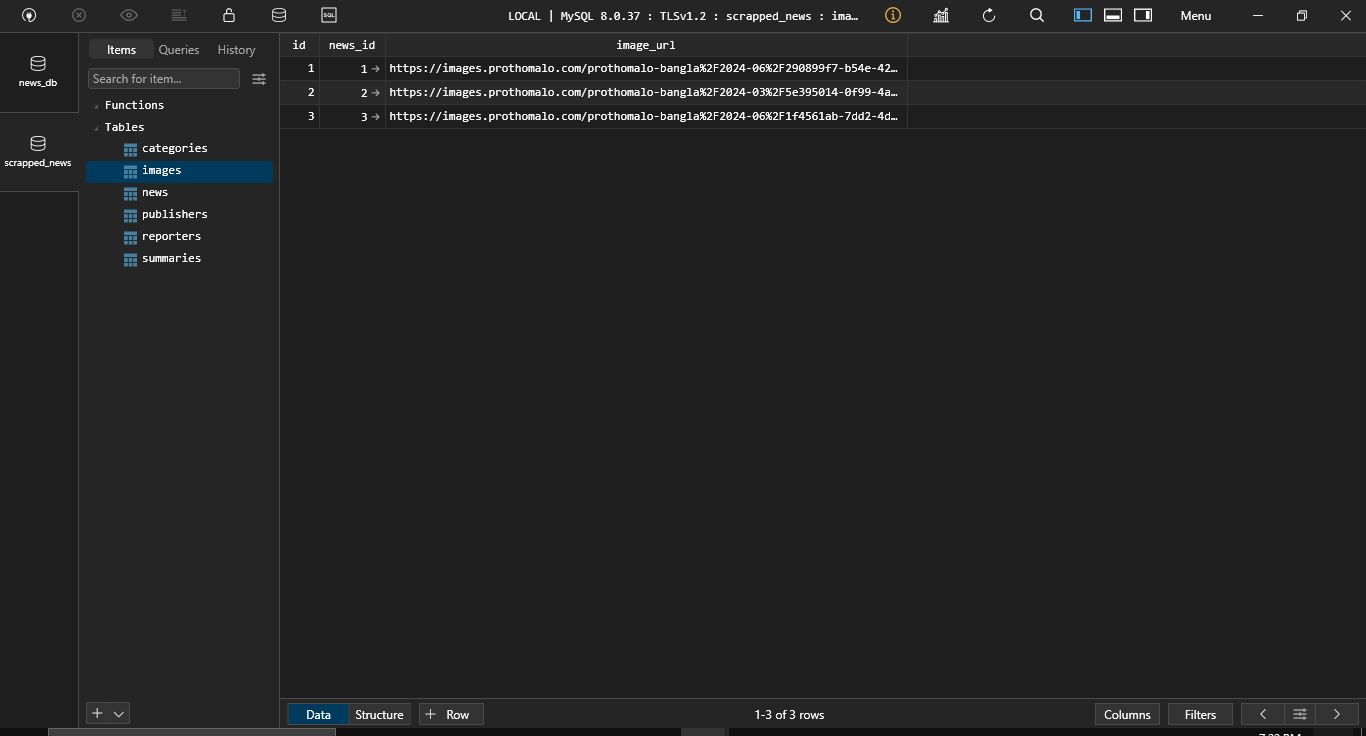 SQL
LOCAL | MySQL 8.0.37 : TLSv1.2 : scrapped_news : ima…
Menu
news_db
scrapped_news
Items Queries History
Search for item...
Functions
Tables
categories
images
news
publishers
reporters
summaries
id news_id image_url
1 1 → https://images.prothomalo.com/prothomalo-bangla%2F2024-06%2F290899f7-b54e-42…
2 2 → https://images.prothomalo.com/prothomalo-bangla%2F2024-03%2F5e395014-0f99-4a…
3 3 → https://images.prothomalo.com/prothomalo-bangla%2F2024-06%2F1f4561ab-7dd2-4d…
Data Structure + Row 1-3 of 3 rows Columns Filters